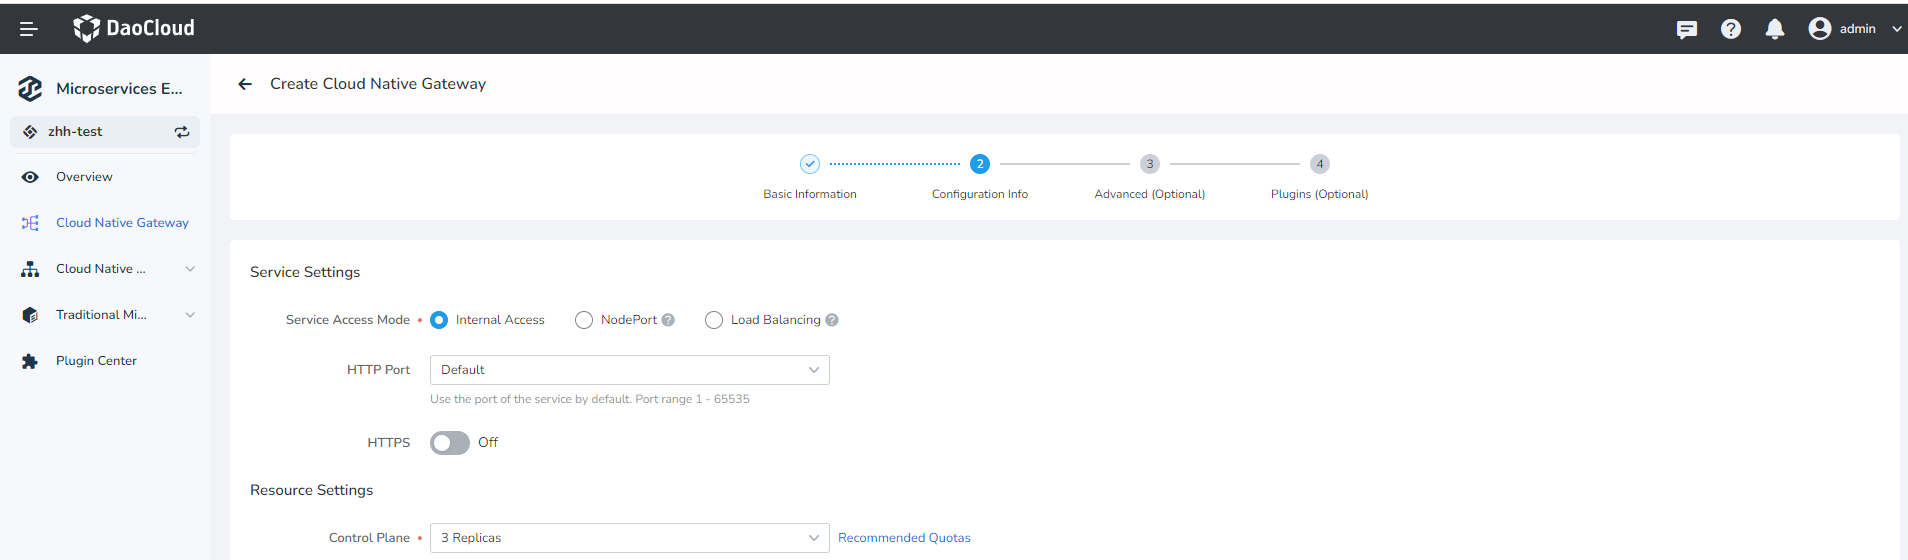 DaoCloud
admin
Microservices E...
Create Cloud Native Gateway
zhh-test
Overview
Cloud Native Gateway
Cloud Native ...
Traditional Mi...
Plugin Center
2
3
4
Basic Information
Configuration Info
Advanced (Optional)
Plugins (Optional)
Service Settings
Service Access Mode * Internal Access NodePort ? Load Balancing ?
HTTP Port Default
Use the port of the service by default. Port range 1 - 65535
HTTPS Off
Resource Settings
Control Plane * 3 Replicas Recommended Quotas